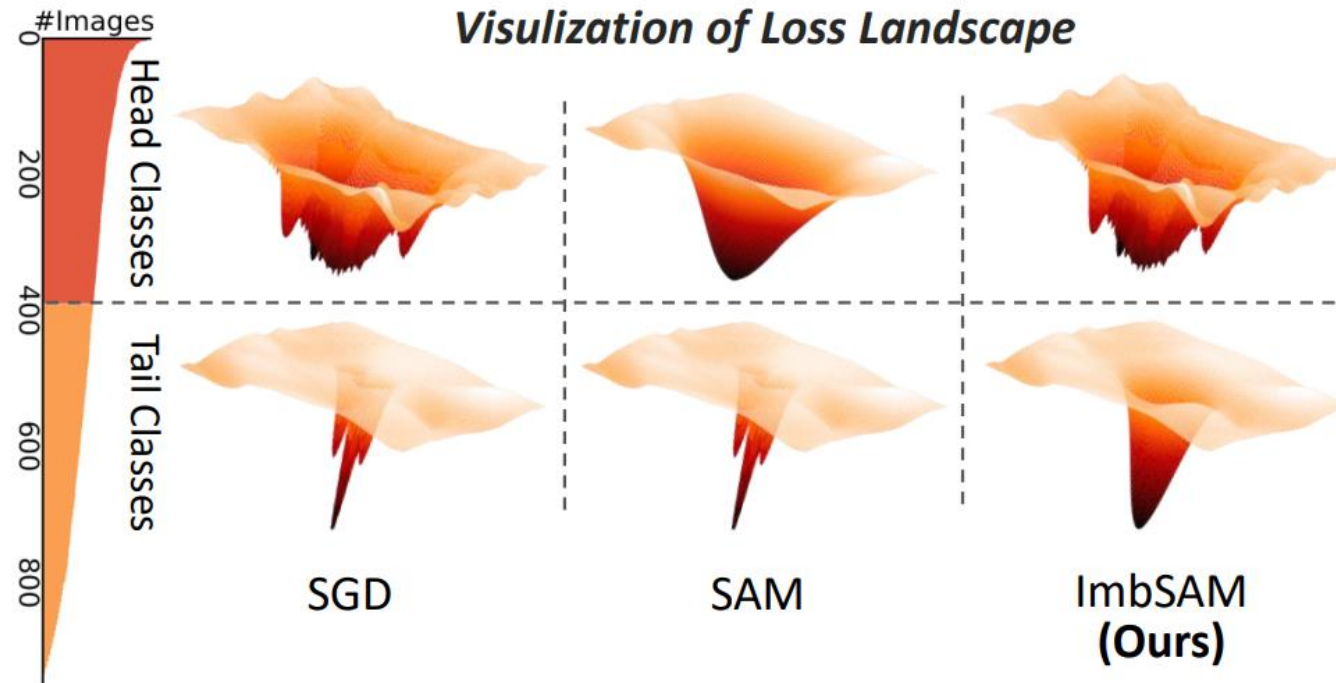 #Images
Visulization of Loss Landscape
0
200
400
600
800
Head Classes
Tail Classes
SGD
SAM
ImbSAM
(Ours)